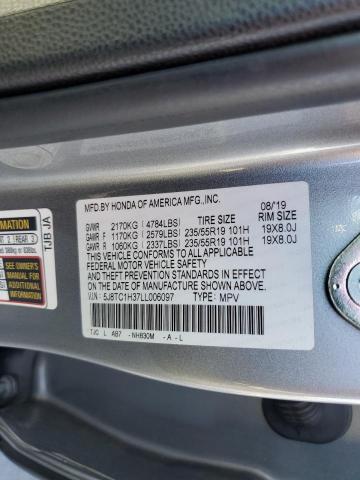 MFD.BY HONDA OF AMERICA MFG.,INC.
08/19
GVWR 2170KG (4784LBS) TIRE SIZE RIM SIZE
GAWR F 1170KG (2579LBS) 235/55R19 101H 19X8.0J
GAWR R 1060KG (2337LBS) 235/55R19 101H 19X8.0J
THIS VEHICLE CONFORMS TO ALL APPLICABLE
FEDERAL MOTOR VEHICLE SAFETY
AND THEFT PREVENTION STANDARDS IN EFFECT ON
THE DATE OF MANUFACTURE SHOWN ABOVE.
V.I.N.: 5J8TC1H37LL006097 TYPE: MPV
TJC L AB7 -NH830M -A -L
TJB JA
REAR 3
SEE OWNER'S
MANUAL FOR
ADDITIONAL
INFORMATION